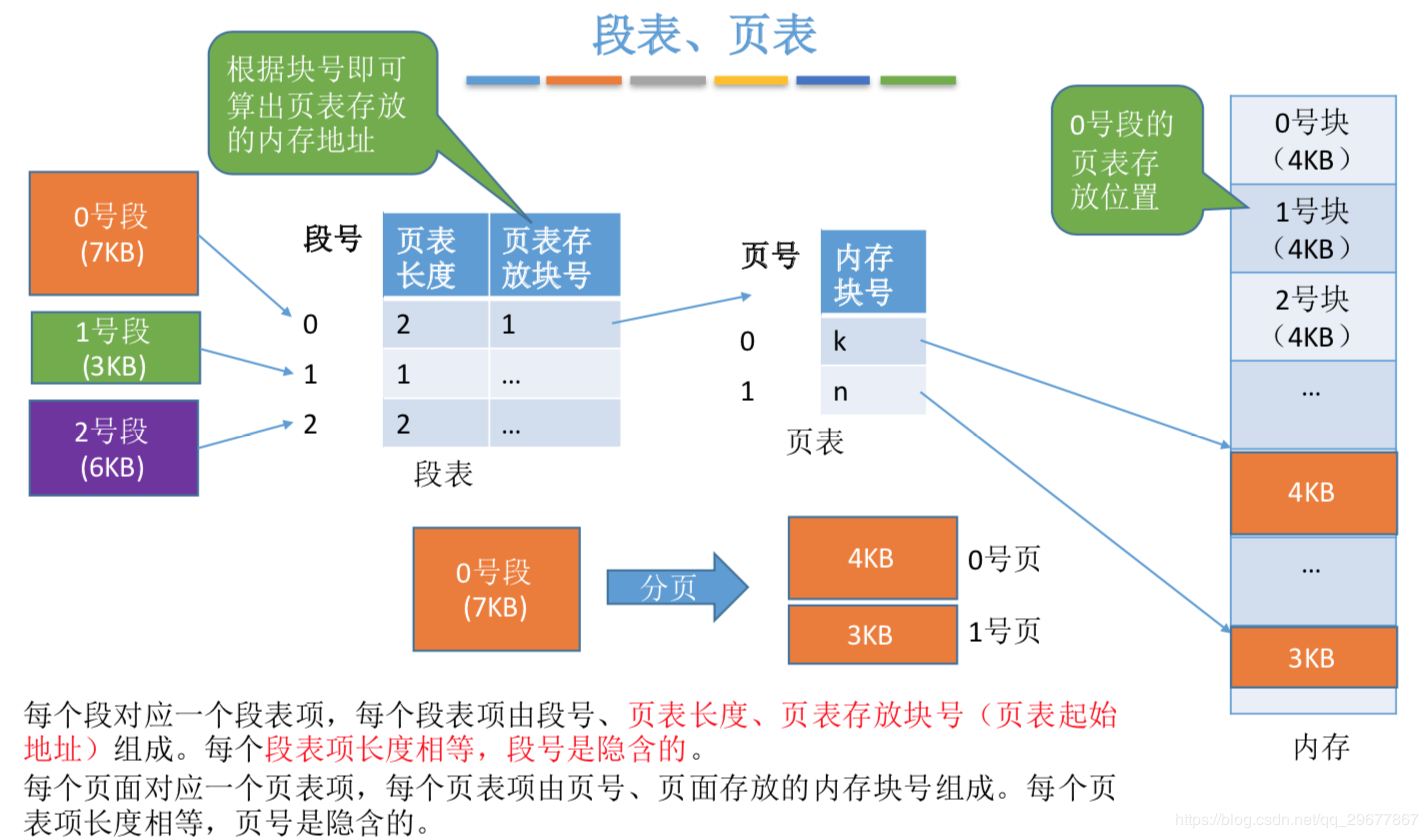 段表、页表
根据块号即可
算出页表存放
的内存地址
0号段
(7KB)
1号段
(3KB)
2号段
(6KB)
段号
页表
长度
页表存
放块号
0
2
1
1
1
...
2
2
...
段表
页号
内存
块号
0
k
1
n
页表
0号段的
页表存
放位置
0号块
（4KB）
1号块
（4KB）
2号块
（4KB）
...
4KB
...
3KB
内存
0号段
(7KB)
分页
4KB
0号页
3KB
1号页
每个段对应一个段表项，每个段表项由段号、页表长度、页表存放块号（页表起始
地址）组成。每个段表项长度相等，段号是隐含的。
每个页面对应一个页表项，每个页表项由页号、页面存放的内存块号组成。每个页
表项长度相等，页号是隐含的。
https://blog.csdn.net/qq_29677867